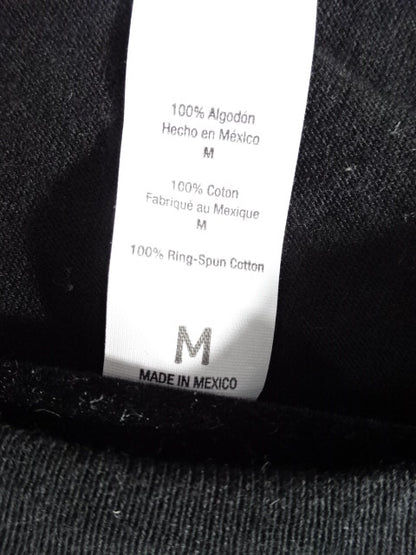 100% Algodón
Hecho en México
M
100% Coton
Fabriqué au Mexique
M
100% Ring-Spun Cotton
M
MADE IN MEXICO